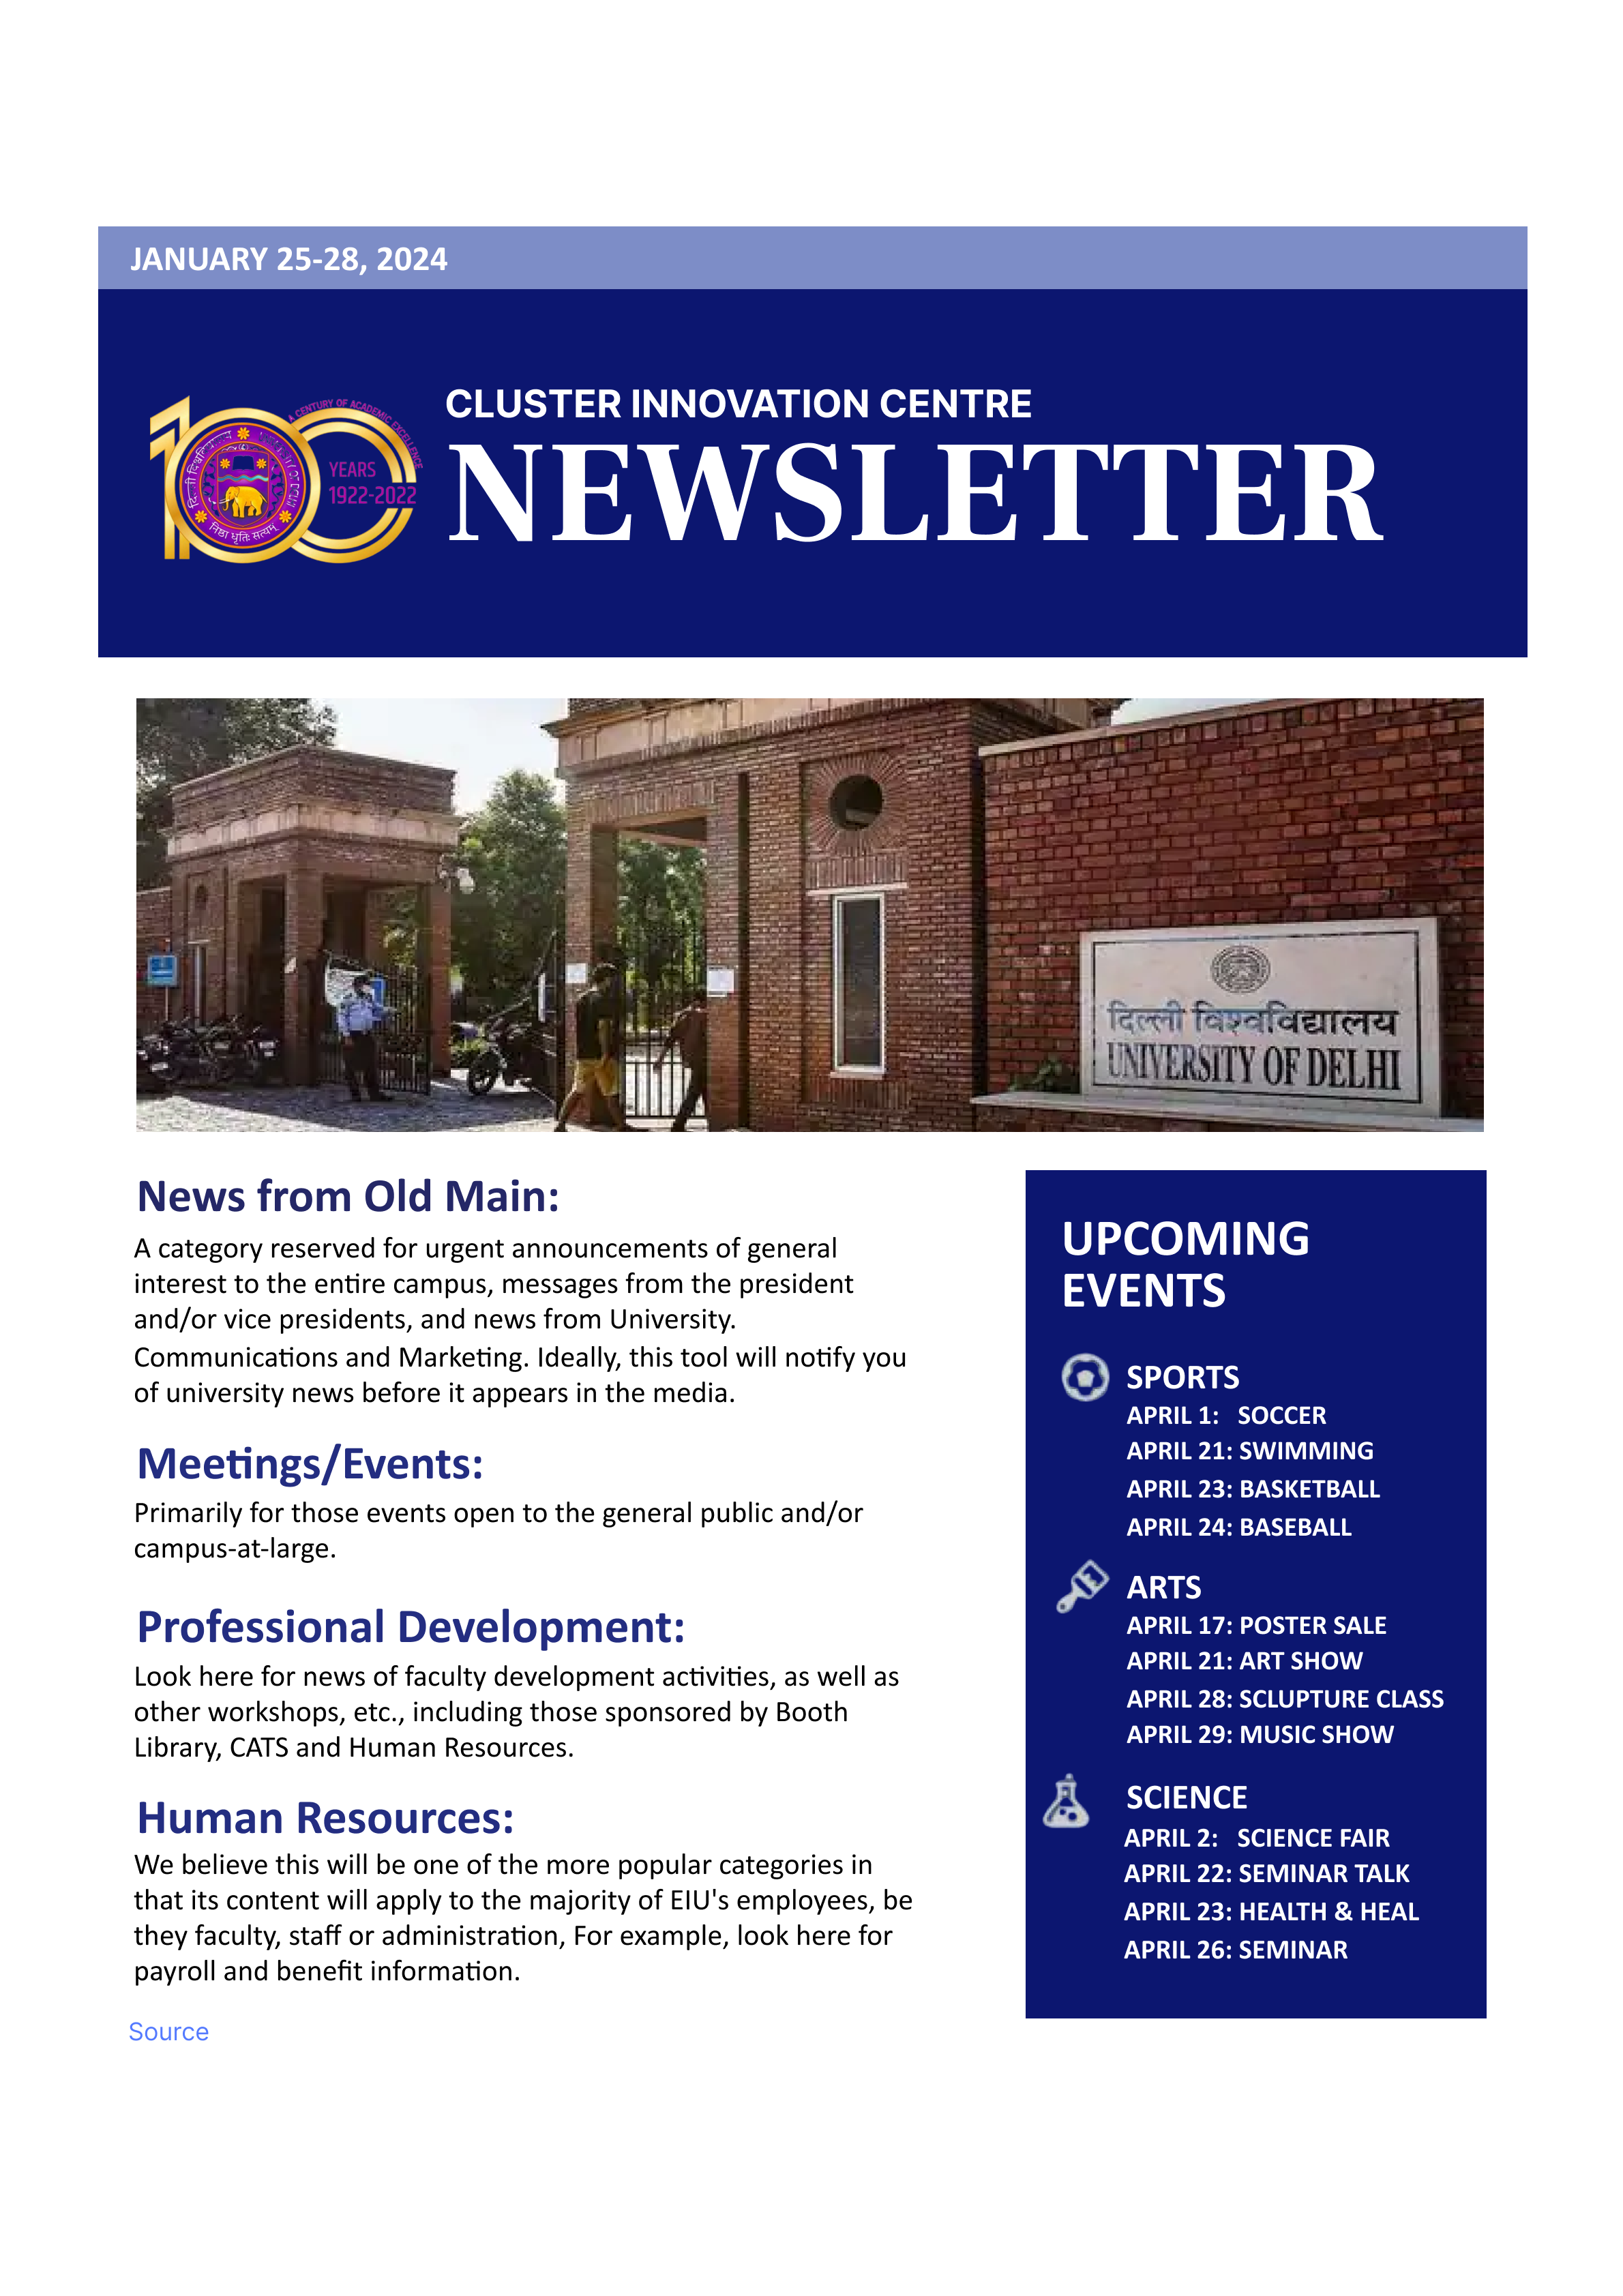 JANUARY 25-28, 2024
CLUSTER INNOVATION CENTRE
NEWSLETTER
A CENTURY OF ACADEMIC EXCELLENCE
YEARS
1922-2022
निष्ठा धृतिः सत्यम्
दिल्ली विश्वविद्यालय
UNIVERSITY OF DELHI
News from Old Main:
A category reserved for urgent announcements of general
interest to the entire campus, messages from the president
and/or vice presidents, and news from University.
Communications and Marketing. Ideally, this tool will notify you
of university news before it appears in the media.
Meetings/Events:
Primarily for those events open to the general public and/or
campus-at-large.
Professional Development:
Look here for news of faculty development activities, as well as
other workshops, etc., including those sponsored by Booth
Library, CATS and Human Resources.
Human Resources:
We believe this will be one of the more popular categories in
that its content will apply to the majority of EIU's employees, be
they faculty, staff or administration, For example, look here for
payroll and benefit information.
Source
UPCOMING
EVENTS
SPORTS
APRIL 1: SOCCER
APRIL 21: SWIMMING
APRIL 23: BASKETBALL
APRIL 24: BASEBALL
ARTS
APRIL 17: POSTER SALE
APRIL 21: ART SHOW
APRIL 28: SCLUPTURE CLASS
APRIL 29: MUSIC SHOW
SCIENCE
APRIL 2: SCIENCE FAIR
APRIL 22: SEMINAR TALK
APRIL 23: HEALTH & HEAL
APRIL 26: SEMINAR